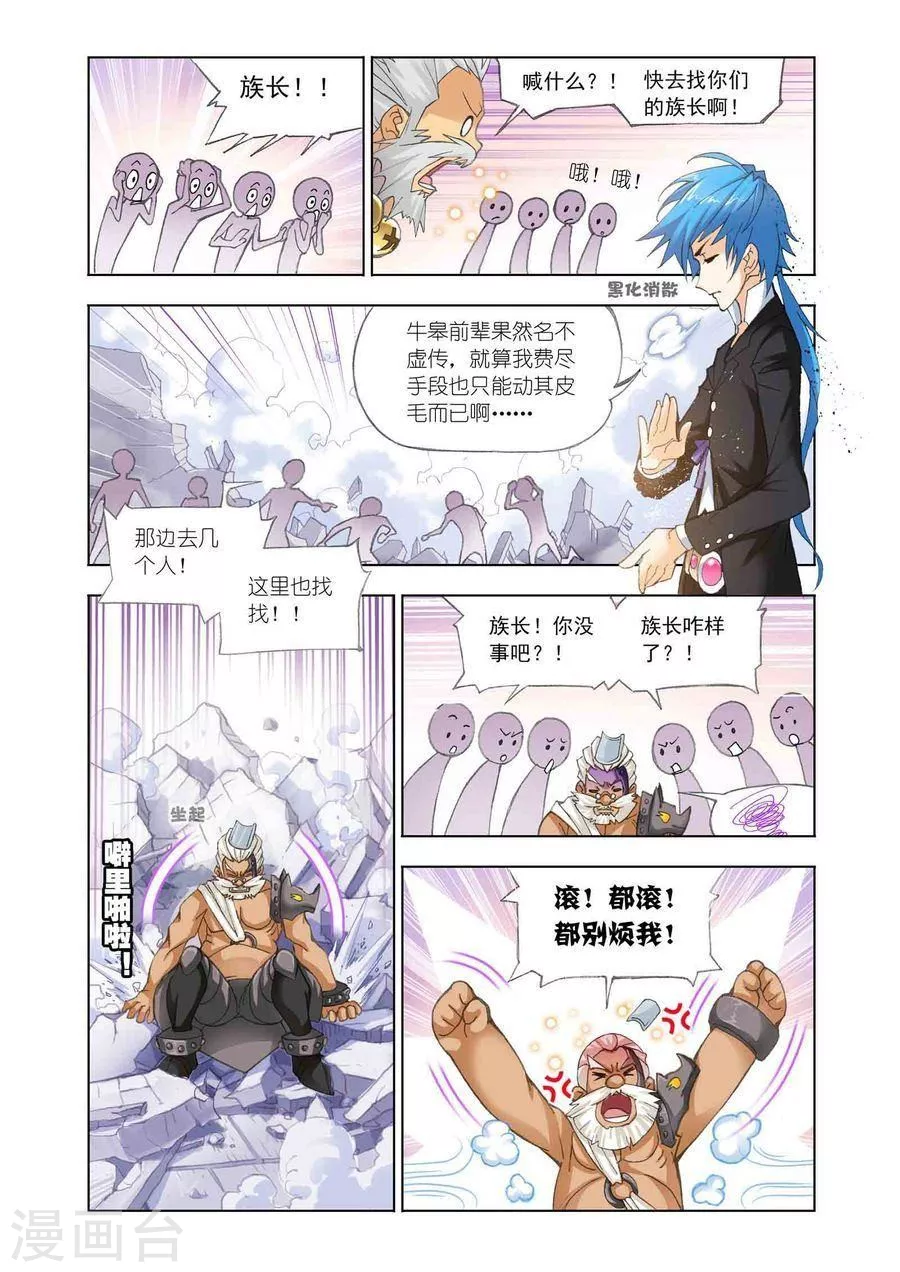 族长！！
喊什么？！ 快去找你们
的族长啊！
哦！哦！
黑化消散
牛皋前辈果然名不
虚传，就算我费尽
手段也只能动其皮
毛而已啊······
那边去几
个人！
这里也找
找！！
坐起
族长！你没
事吧？！
族长咋样
了？！
滚！都滚！
都别烦我！
漫画台